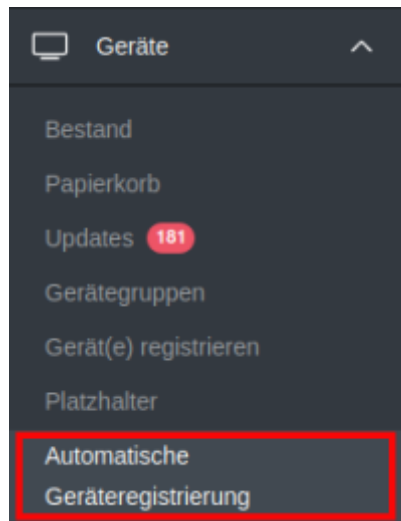 Geräte
Bestand
Papierkorb
Updates 181
Gerätegruppen
Gerät(e) registrieren
Platzhalter
Automatische
Geräteregistrierung